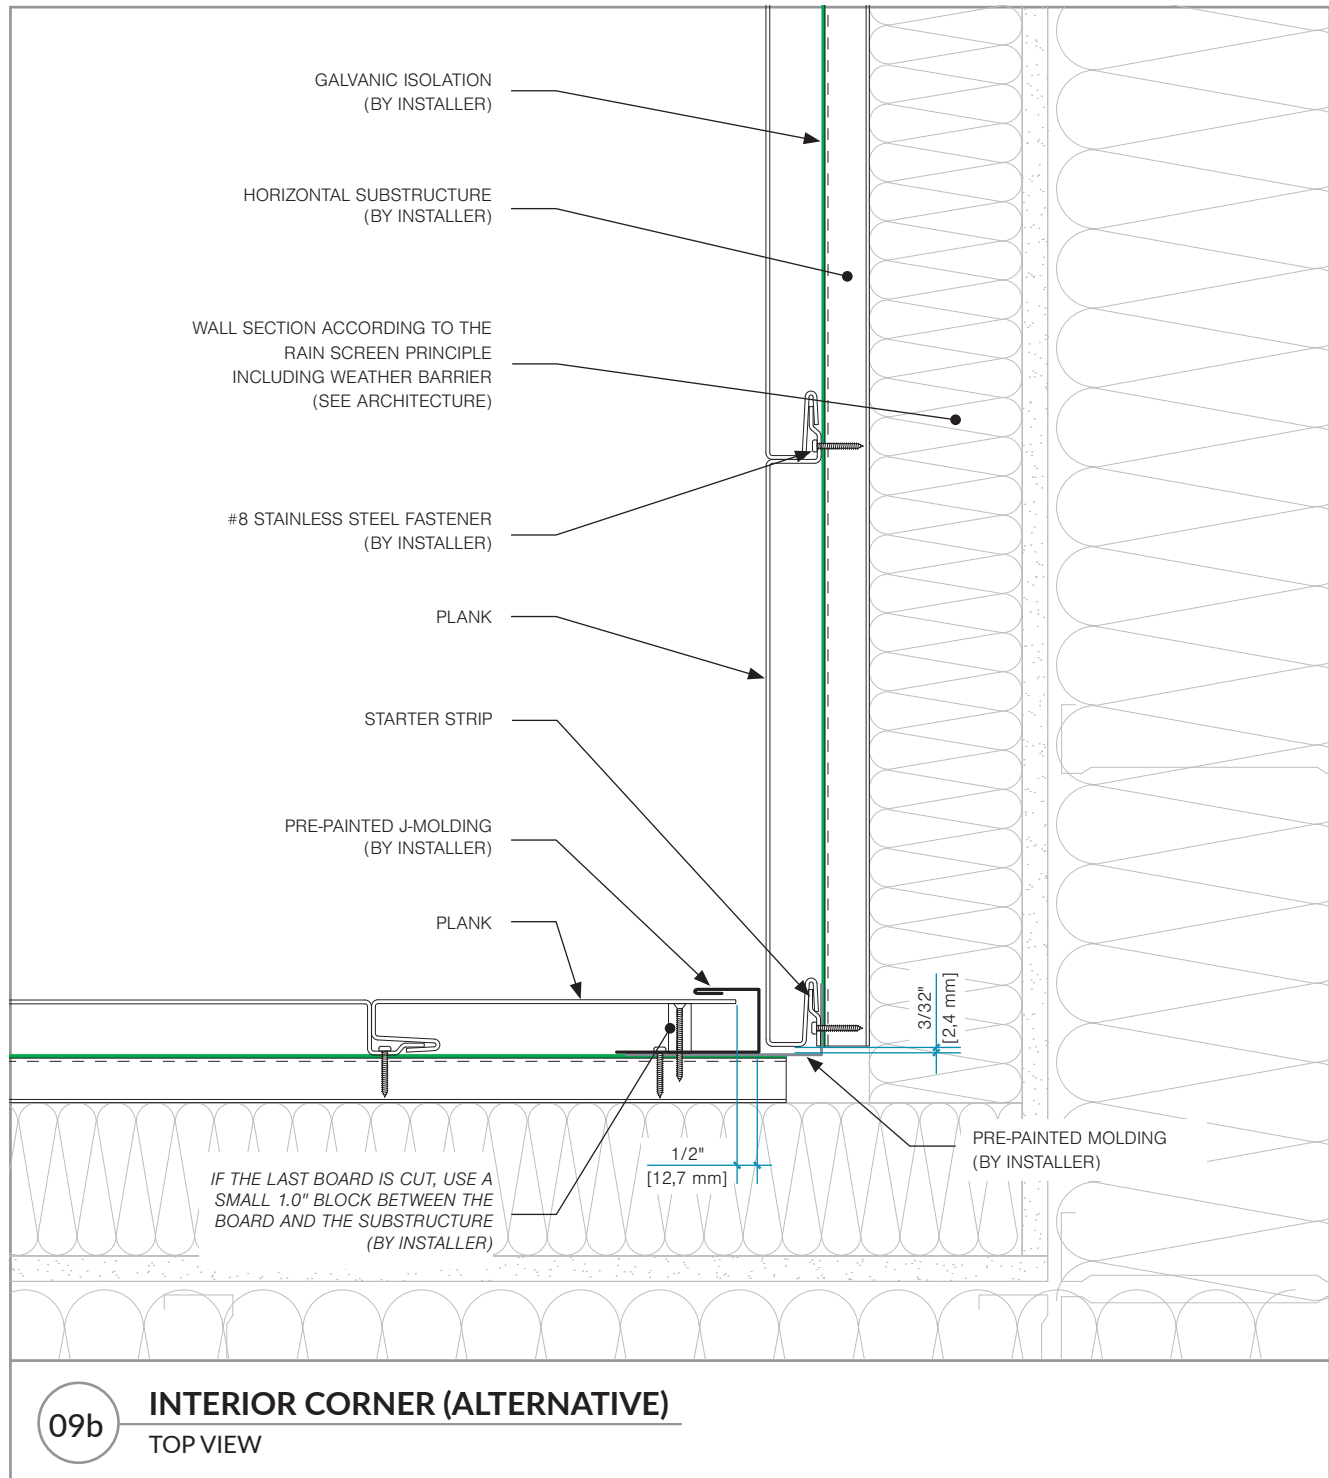 GALVANIC ISOLATION
(BY INSTALLER)
HORIZONTAL SUBSTRUCTURE
(BY INSTALLER)
WALL SECTION ACCORDING TO THE
RAIN SCREEN PRINCIPLE
INCLUDING WEATHER BARRIER
(SEE ARCHITECTURE)
#8 STAINLESS STEEL FASTENER
(BY INSTALLER)
PLANK
STARTER STRIP
PRE-PAINTED J-MOLDING
(BY INSTALLER)
PLANK
3/32"
[2,4 mm]
1/2"
[12,7 mm]
PRE-PAINTED MOLDING
(BY INSTALLER)
IF THE LAST BOARD IS CUT, USE A
SMALL 1.0" BLOCK BETWEEN THE
BOARD AND THE SUBSTRUCTURE
(BY INSTALLER)
09b
INTERIOR CORNER (ALTERNATIVE)
TOP VIEW